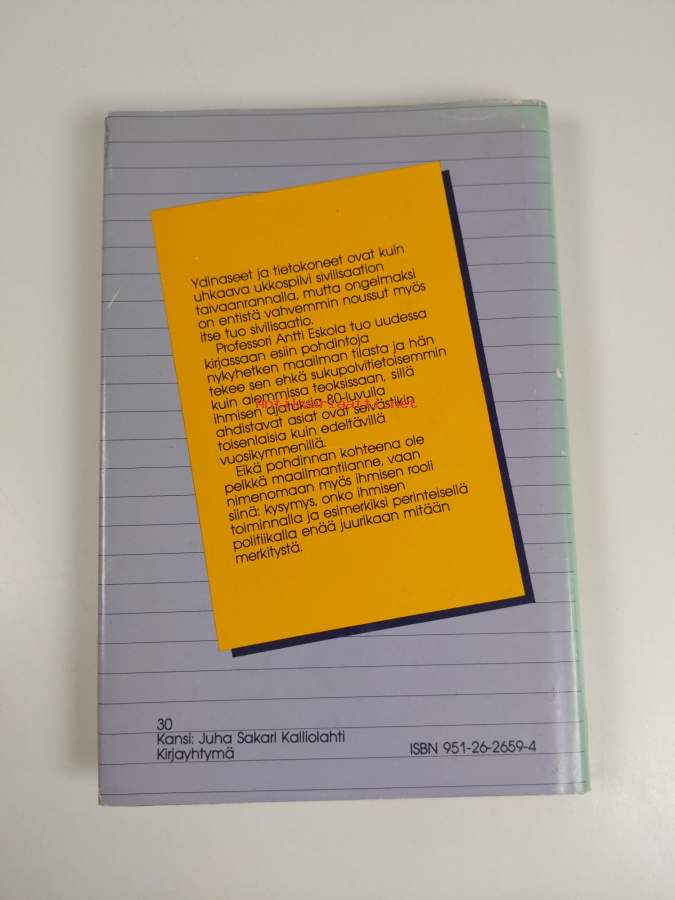 Ydinaseet ja tietokoneet ovat kuin
uhkaava ukkospilvi sivilisaation
taivaanrannalla, mutta ongelmaksi
on entistä vahvemmin noussut myös
itse tuo sivilisaatio.
Professori Antti Eskola tuo uudessa
kirjassaan esiin pohdintoja
nykyhetken maailman tilasta ja hän
tekee sen ehkä sukupolvitietoisemmin
kuin aiemmissa teoksissaan, sillä
ihmisen ajatuksia 80-luvulla
ahdistavat asiat ovat selvästikin
toisenlaisia kuin edeltävillä
vuosikymmenillä.
Eikä pohdinnan kohteena ole
pelkkä maailmantilanne, vaan
nimenomaan myös ihmisen rooli
siinä: kysymys, onko ihmisen
toiminnalla ja esimerkiksi perinteisellä
politiikalla enää juurikaan mitään
merkitystä.
30
Kansi: Juha Sakari Kalliolahti
Kirjayhtymä
ISBN 951-26-2659-4